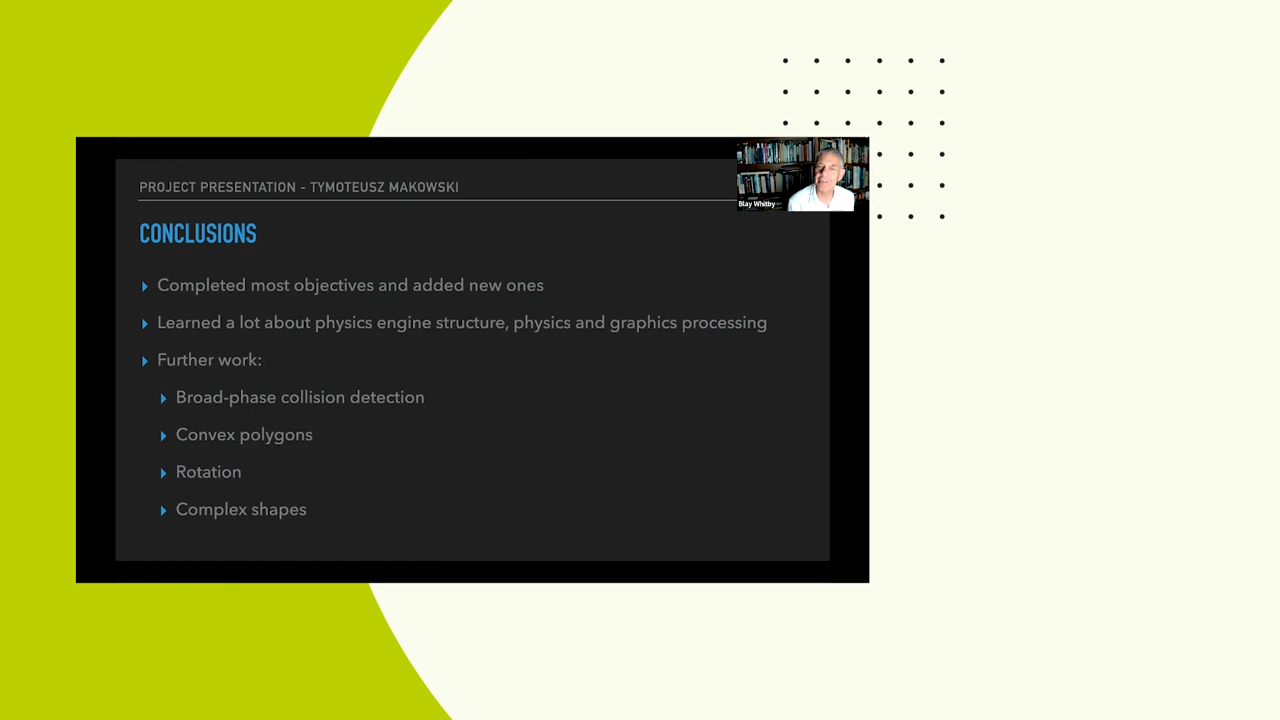 PROJECT PRESENTATION - TYMOTEUSZ MAKOWSKI
Blay Whitby
CONCLUSIONS
Completed most objectives and added new ones
Learned a lot about physics engine structure, physics and graphics processing
Further work:
Broad-phase collision detection
Convex polygons
Rotation
Complex shapes